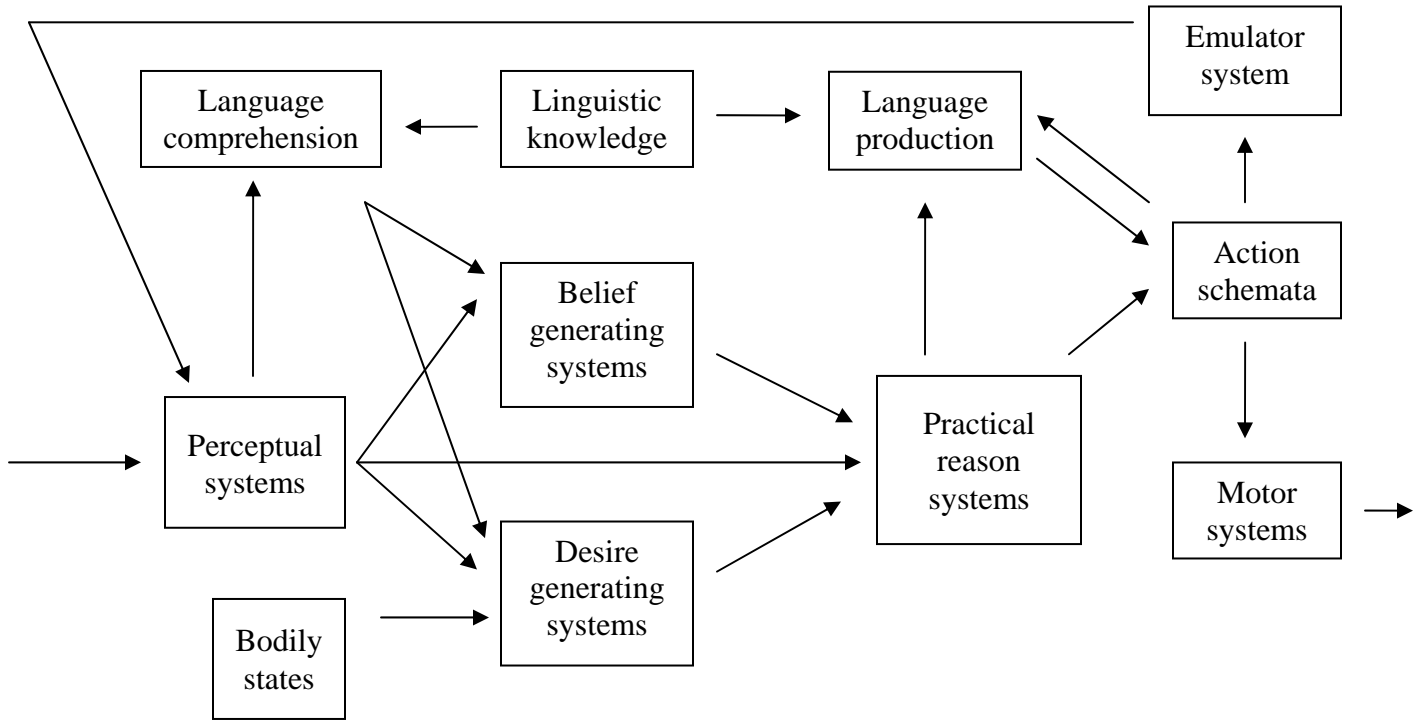 Emulator
system
Language
comprehension
Linguistic
knowledge
Language
production
Belief
generating
systems
Action
schemata
Perceptual
systems
Practical
reason
systems
Motor
systems
Desire
generating
systems
Bodily
states